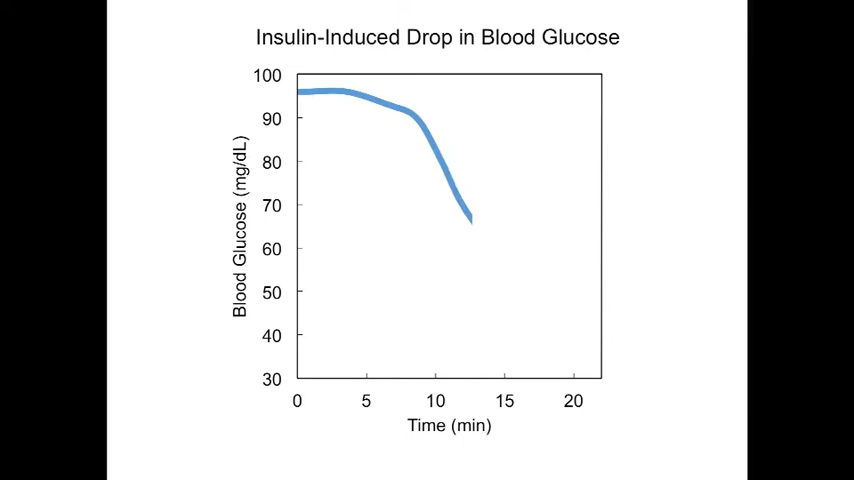 Insulin-Induced Drop in Blood Glucose
100
90
80
70
60
50
40
30
Blood Glucose (mg/dL)
0 5 10 15 20
Time (min)